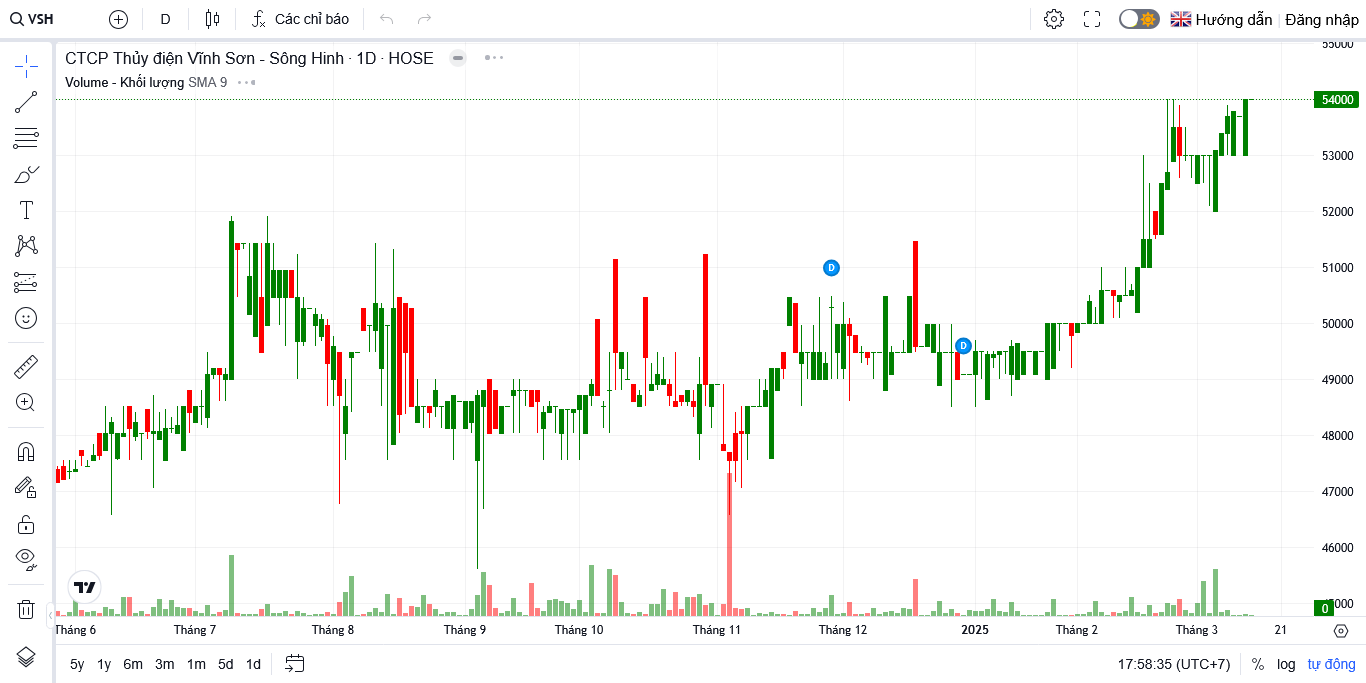 VSH D Các chỉ báo Hướng dẫn Đăng nhập
CTCP Thủy điện Vĩnh Sơn - Sông Hinh · 1D · HOSE
Volume - Khối lượng SMA 9
55000
54000
53000
52000
51000
D
50000
D
49000
48000
47000
46000
0
Tháng 6 Tháng 7 Tháng 8 Tháng 9 Tháng 10 Tháng 11 Tháng 12 2025 Tháng 2 Tháng 3 21
5y 1y 6m 3m 1m 5d 1d 17:58:35 (UTC+7) % log tự động